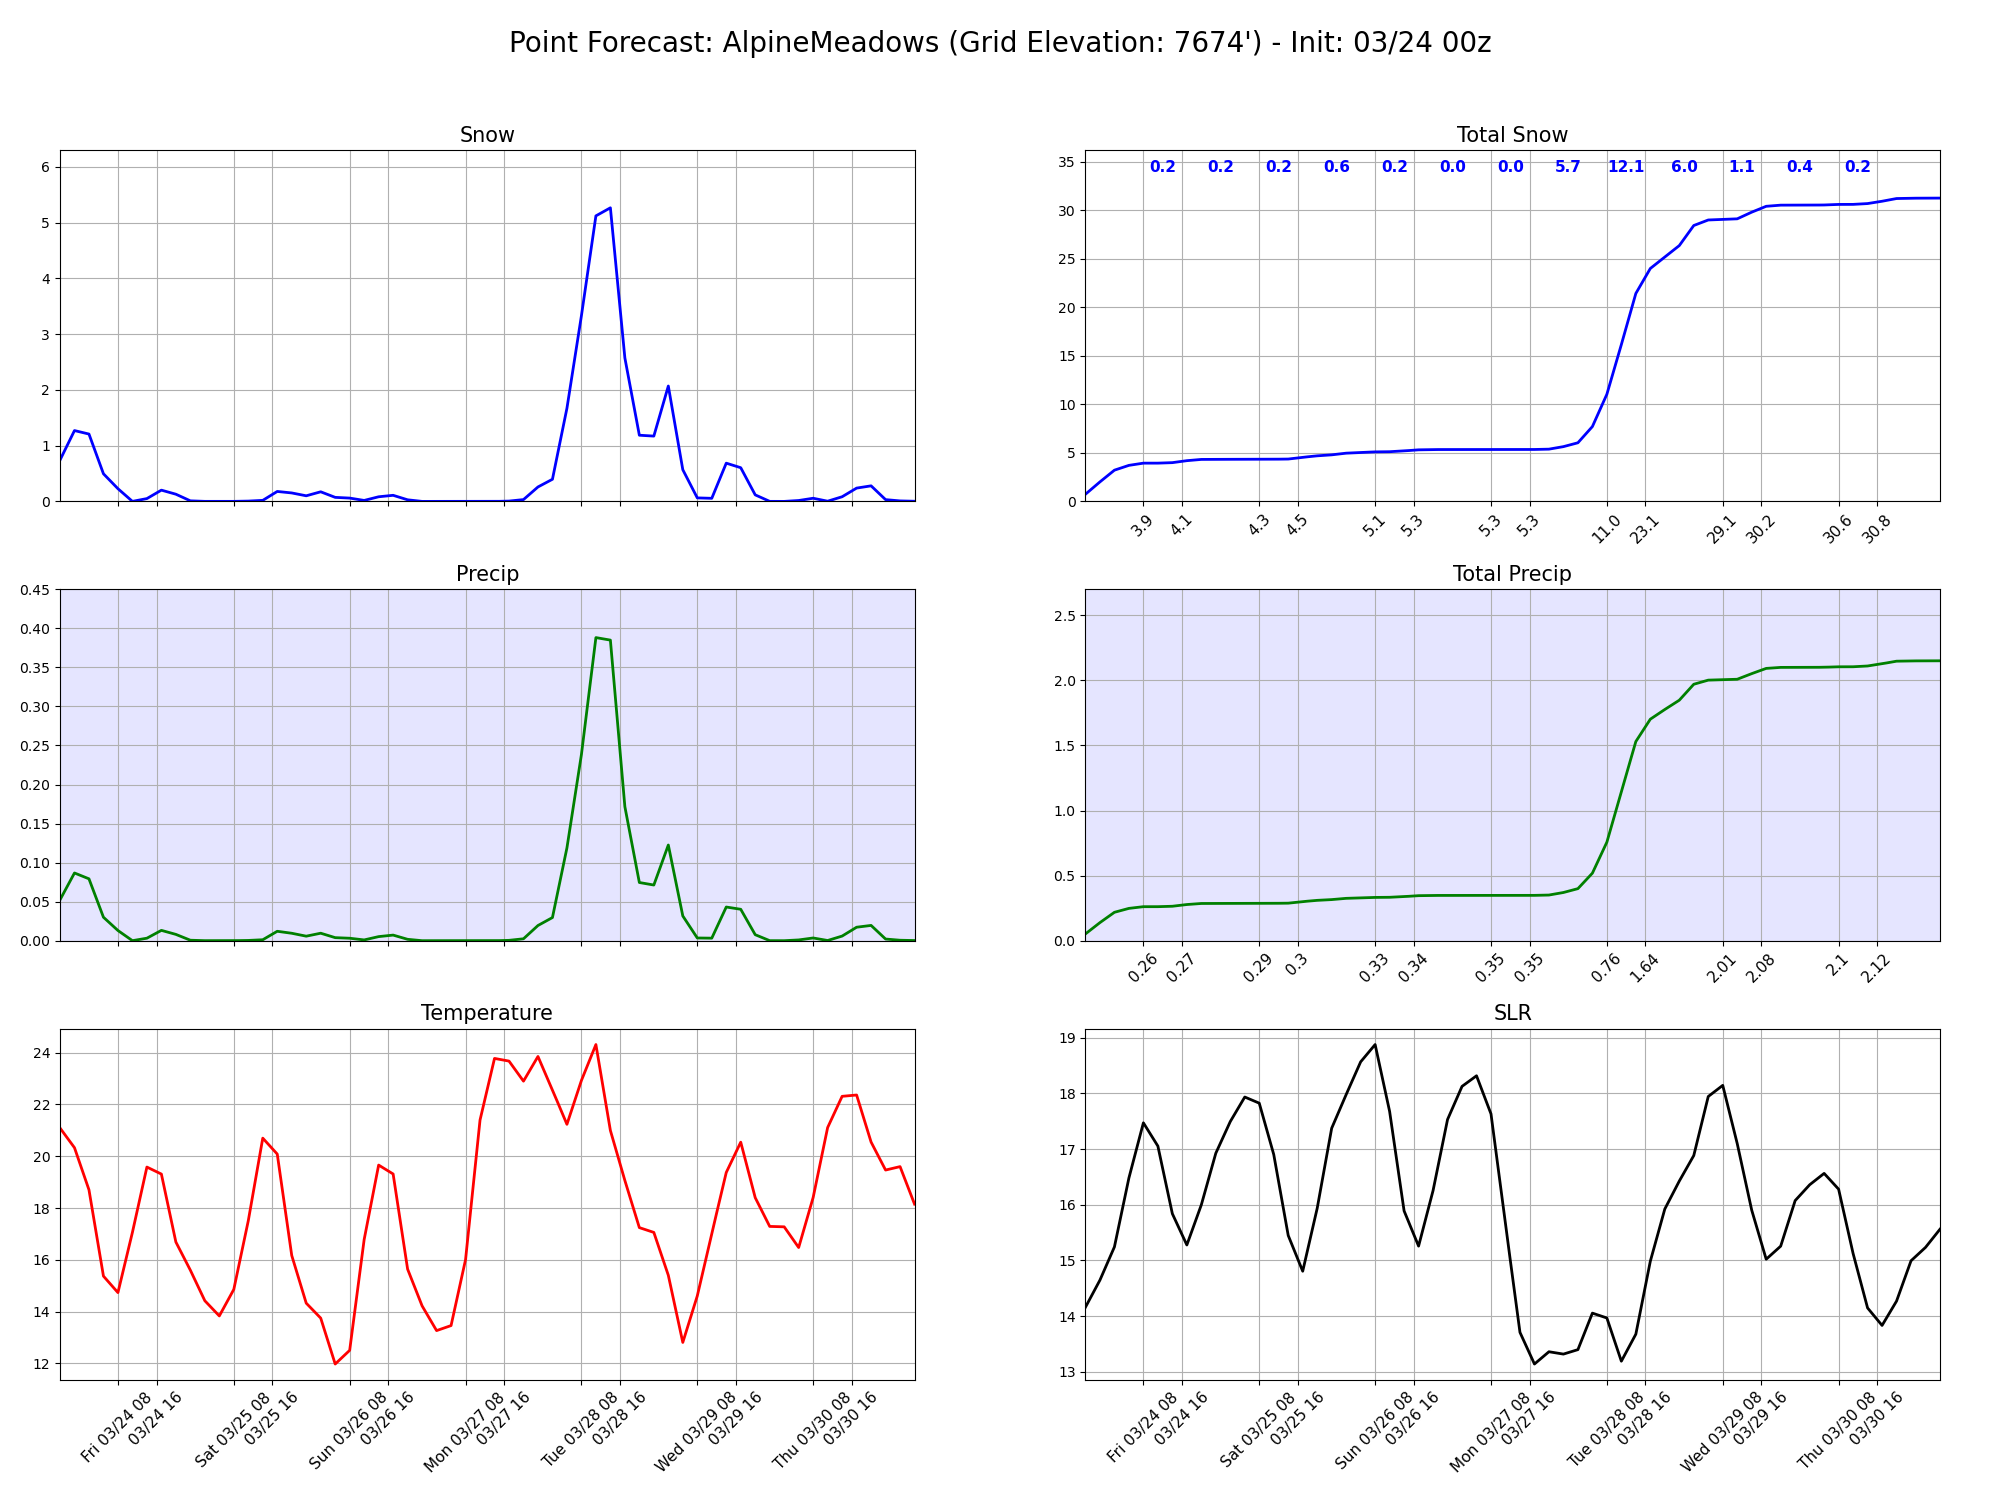 Point Forecast: AlpineMeadows (Grid Elevation: 7674') - Init: 03/24 00z
Snow
6
5
4
3
2
1
0
Total Snow
0.2 0.2 0.2 0.6 0.2 0.0 0.0 5.7 12.1 6.0 1.1 0.4 0.2
35
30
25
20
15
10
5
0
3.9 4.1 4.3 4.5 5.1 5.3 5.3 5.3 11.0 23.1 29.1 30.2 30.6 30.8
Precip
0.45
0.40
0.35
0.30
0.25
0.20
0.15
0.10
0.05
0.00
Total Precip
2.5
2.0
1.5
1.0
0.5
0.0
0.26 0.27 0.29 0.3 0.33 0.34 0.35 0.35 0.76 1.64 2.01 2.08 2.1 2.12
Temperature
24
22
20
18
16
14
12
Fri 03/24 08
03/24 16
Sat 03/25 08
03/25 16
Sun 03/26 08
03/26 16
Mon 03/27 08
03/27 16
Tue 03/28 08
03/28 16
Wed 03/29 08
03/29 16
Thu 03/30 08
03/30 16
SLR
19
18
17
16
15
14
13
Fri 03/24 08
03/24 16
Sat 03/25 08
03/25 16
Sun 03/26 08
03/26 16
Mon 03/27 08
03/27 16
Tue 03/28 08
03/28 16
Wed 03/29 08
03/29 16
Thu 03/30 08
03/30 16